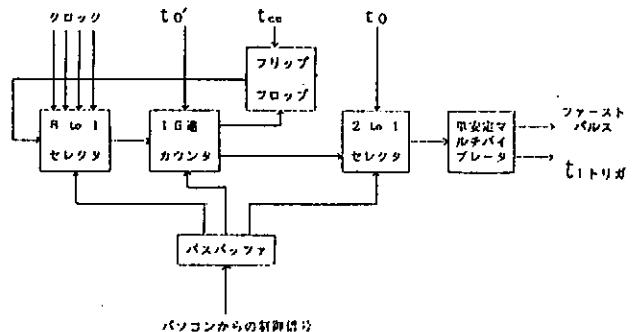 クロック
t0'
tcu
t0
フリップ
フロップ
8 to 1
セレクタ
16進
カウンタ
2 to 1
セレクタ
単安定マ
ルチバイ
ブレータ
ファースト
パルス
t1トリガ
バスバッファ
パソコンからの制御信号